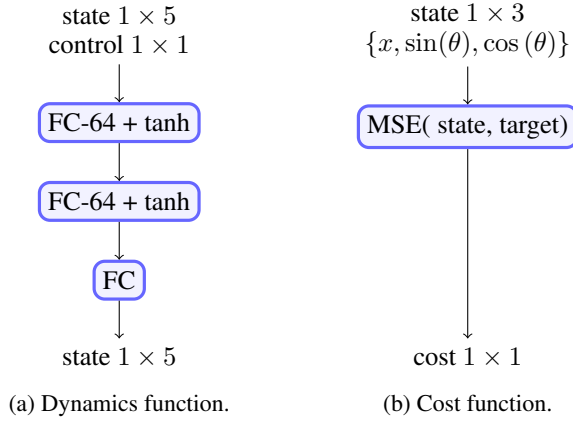 state 1 × 5
control 1 × 1
FC-64 + tanh
FC-64 + tanh
FC
state 1 × 5
(a) Dynamics function.
state 1 × 3
{x, sin(θ), cos (θ)}
MSE( state, target)
cost 1 × 1
(b) Cost function.